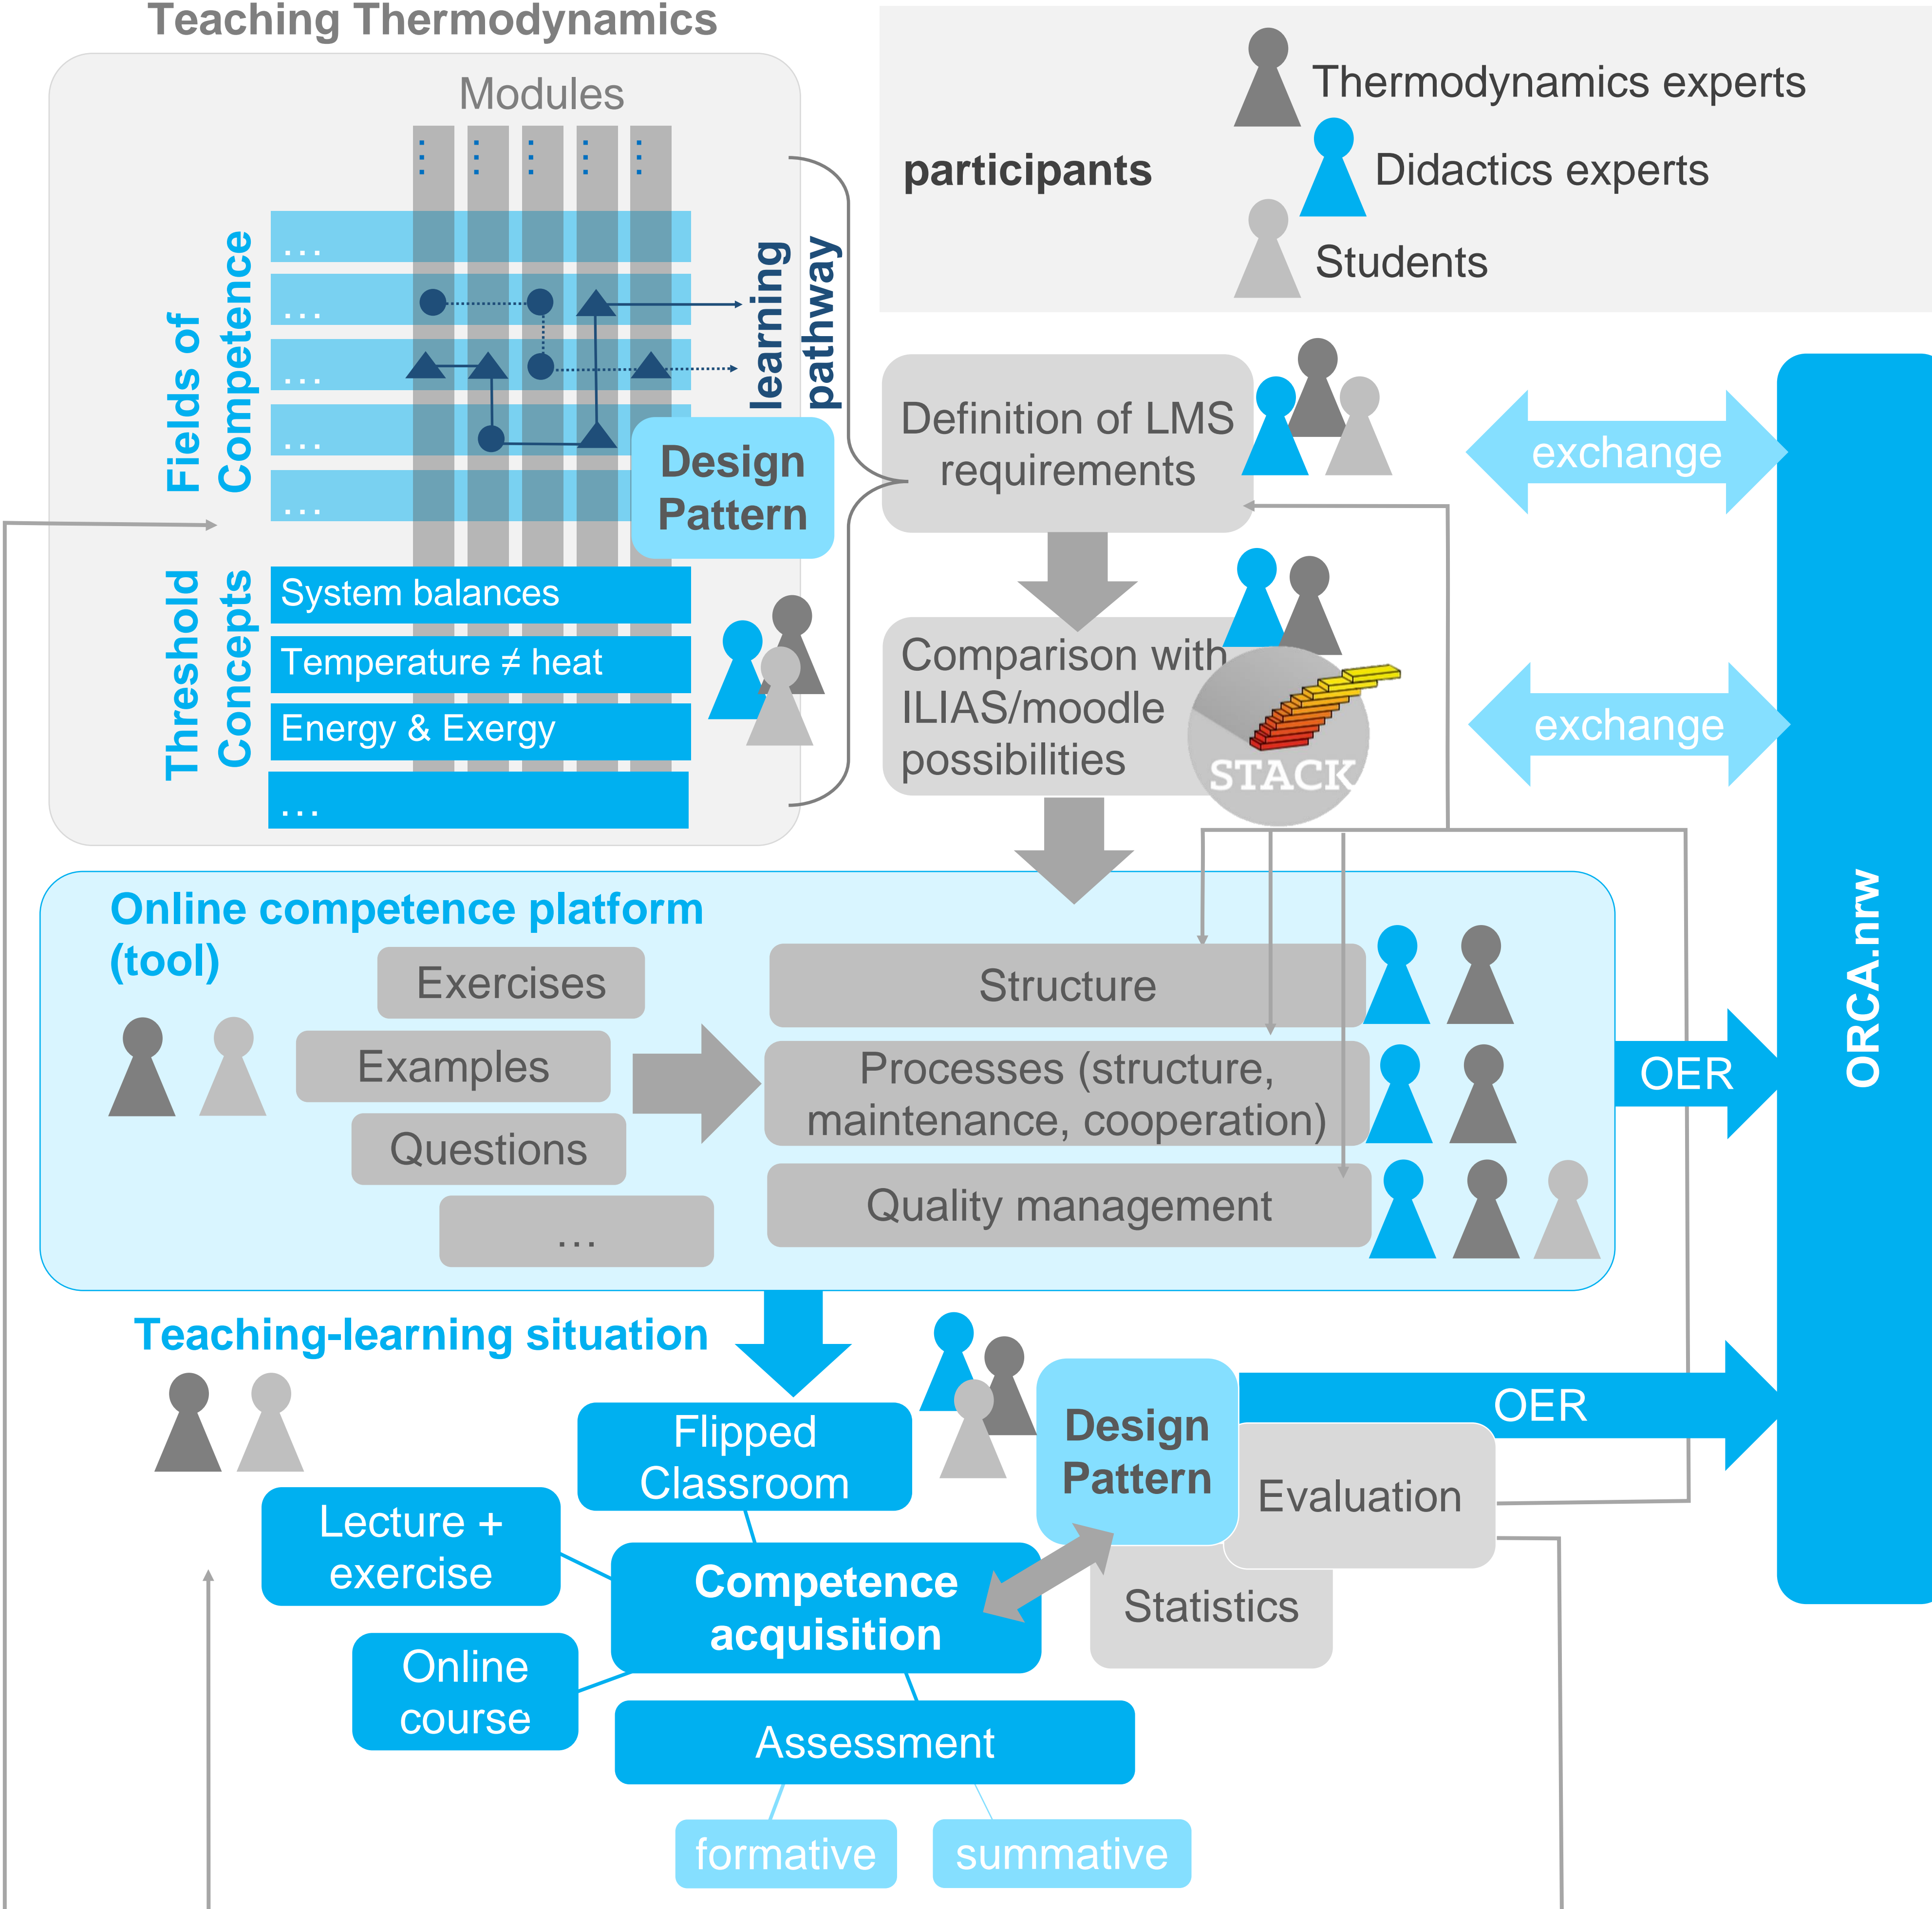 Teaching Thermodynamics
Modules
Fields of
Competence
…
…
…
…
…
learning
pathway
Design
Pattern
Threshold
Concepts
System balances
Temperature ≠ heat
Energy & Exergy
…
participants
Thermodynamics experts
Didactics experts
Students
Definition of LMS
requirements
exchange
Comparison with
ILIAS/moodle
possibilities
STACK
exchange
ORCA.nrw
Online competence platform
(tool)
Exercises
Examples
Questions
…
Structure
Processes (structure,
maintenance, cooperation)
Quality management
OER
Teaching-learning situation
Flipped
Classroom
Lecture +
exercise
Competence
acquisition
Online
course
Assessment
formative
summative
Design
Pattern
OER
Evaluation
Statistics